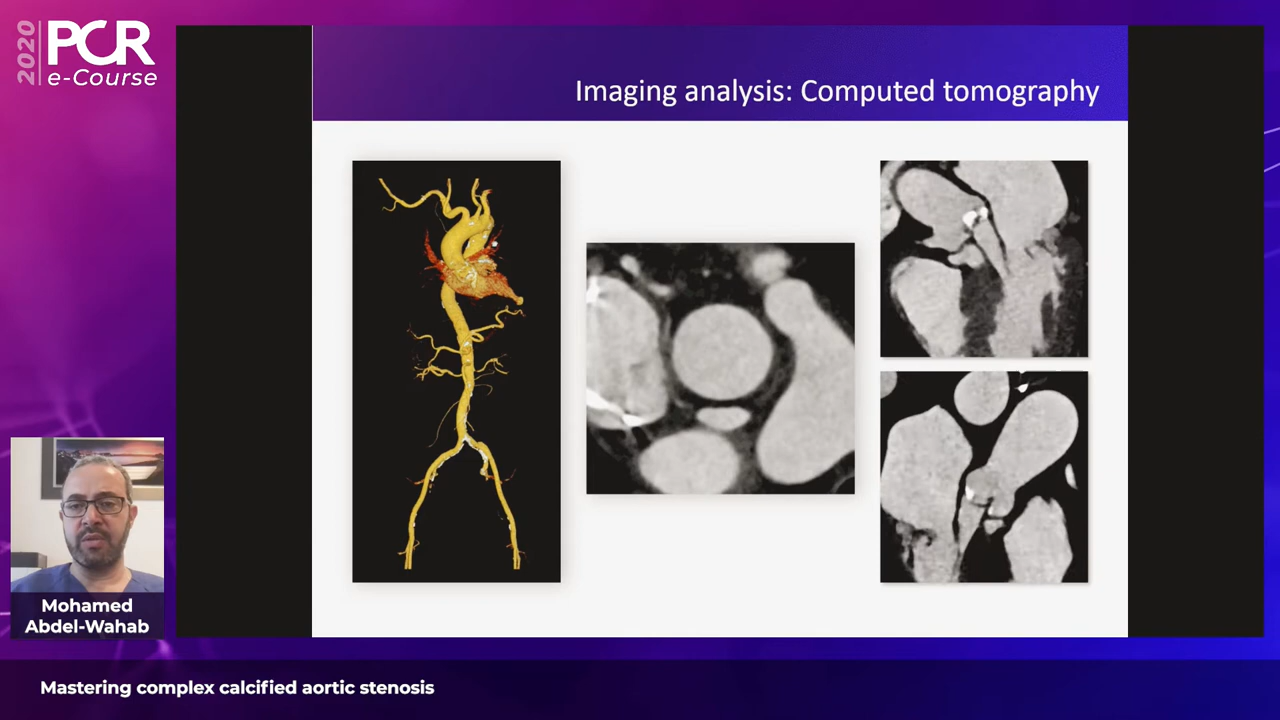 2020
PCR
e-Course
Imaging analysis: Computed tomography
Mohamed
Abdel-Wahab
Mastering complex calcified aortic stenosis